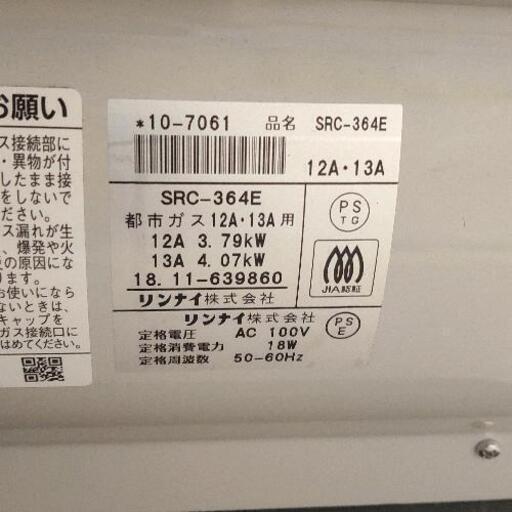 お願い
ス接続部に
・異物が付
したまま接
をしないで
ださい。
ス漏れが生
、爆発や火
の原因にな
ります。
お使いになら
ないときは、
キャップを
ガス接続口に
はめてください。
*10-7061 品名 SRC-364E
12A・13A
SRC-364E
都市ガス12A・13A用
12A 3.79kW
13A 4.07kW
18.11-639860
リンナイ株式会社
PS
TG
JIA認証
リンナイ株式会社
定格電圧 AC 100V
定格消費電力 18W
定格周波数 50-60Hz
PS
E